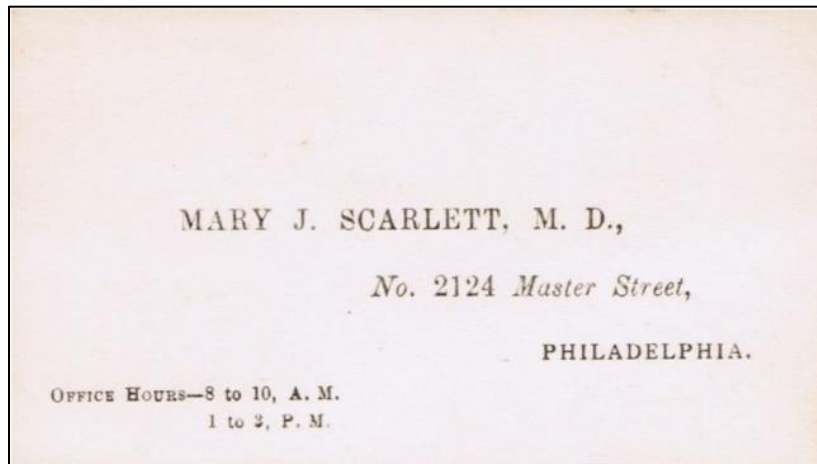 MARY J. SCARLETT, M. D.,
No. 2124 Master Street,
PHILADELPHIA.
OFFICE HOURS—8 to 10, A. M.
1 to 3, P. M.